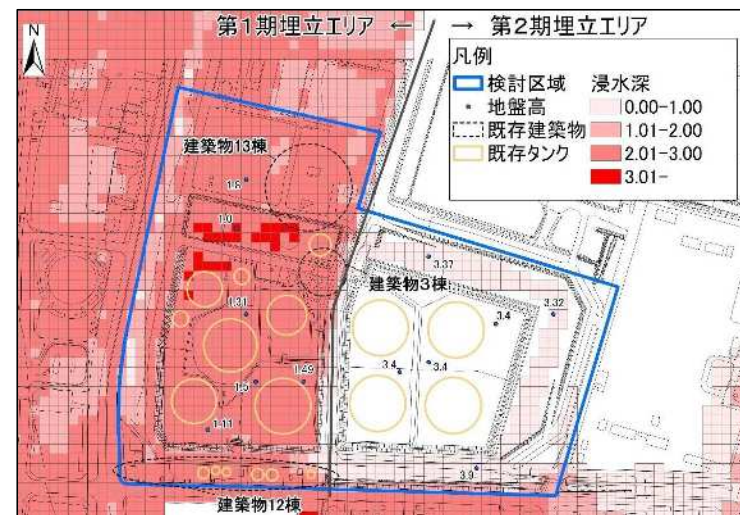 第1期埋立エリア ← → 第2期埋立エリア
N
凡例
検討区域
地盤高
既存建築物
既存タンク
浸水深
0.00-1.00
1.01-2.00
2.01-3.00
3.01-
建築物13棟
1.8
1.0
3.37
建築物3棟
1.31
3.4
3.32
3.4
3.4
1.5
1.49
1.11
3.9
建築物12棟